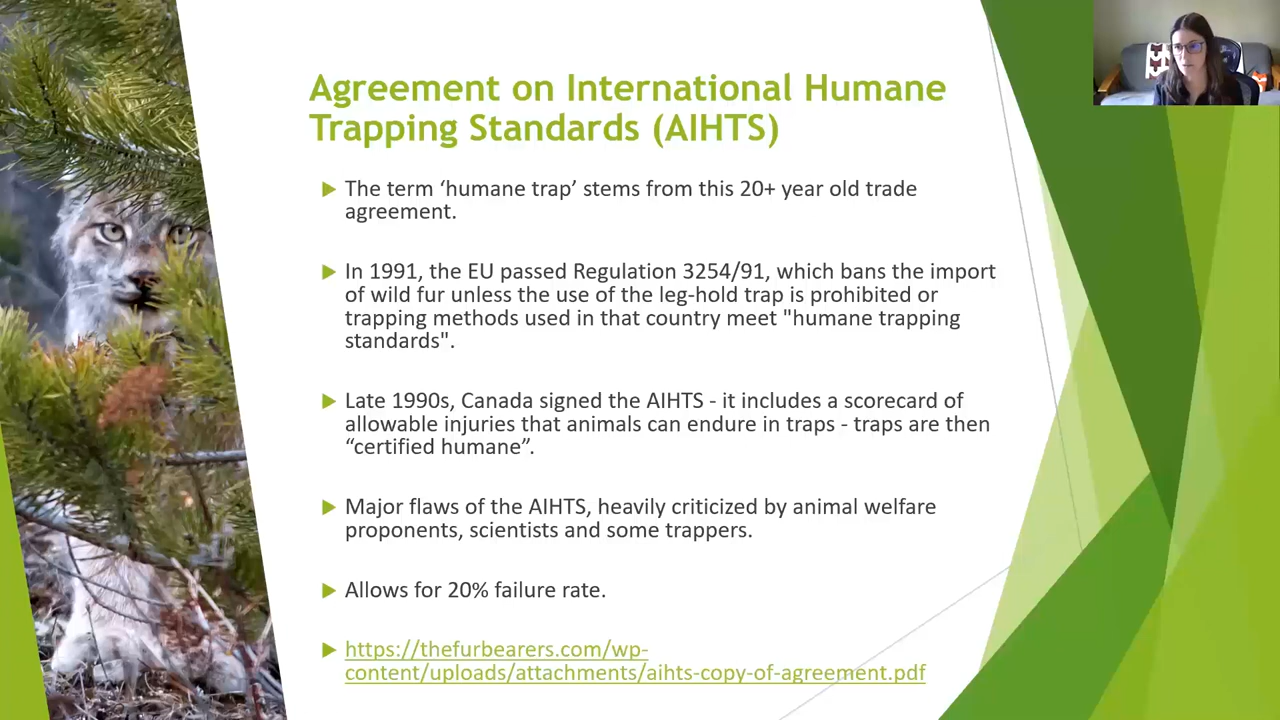 Agreement on International Humane
Trapping Standards (AIHTS)
The term ‘humane trap’ stems from this 20+ year old trade
agreement.
In 1991, the EU passed Regulation 3254/91, which bans the import
of wild fur unless the use of the leg-hold trap is prohibited or
trapping methods used in that country meet "humane trapping
standards".
Late 1990s, Canada signed the AIHTS - it includes a scorecard of
allowable injuries that animals can endure in traps - traps are then
“certified humane”.
Major flaws of the AIHTS, heavily criticized by animal welfare
proponents, scientists and some trappers.
Allows for 20% failure rate.
https://thefurbearers.com/wp-
content/uploads/attachments/aihts-copy-of-agreement.pdf